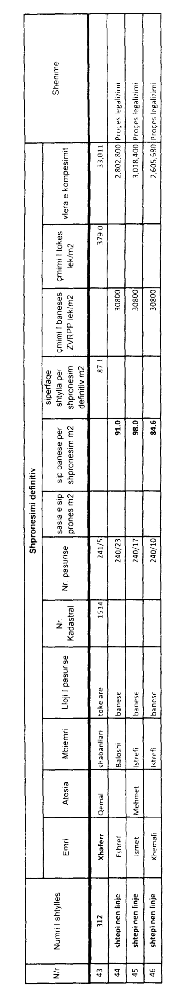 Shpronesimi definitiv
N/r Numri I shtylles Emri Atesia Mbiemri Lloji I pasurise Nr. Kadastral Nr. pasurise sasia e sip prones m2 sip banese per shpronesim m2 siperfaqe shtylla per shpronesim definitiv m2 çmimi I baneses ZVRPP lek/m2 çmimi I tokes lek/m2 vlera e kompesimit Shenime
43 312 Xhaferr Qemal shabanllari toke are 1514 241/5 87.1 379.0 33,011
44 shtepi nen linje Eshref Baloshi banese 240/23 91.0 30800 2,802,800 Proçes legalizimi
45 shtepi nen linje Ismet Mehmet Istrefi banese 240/17 98.0 30800 3,018,400 Proçes legalizimi
46 shtepi nen linje Xhemali Istrefi banese 240/10 84.6 30800 2,605,680 Proçes legalizimi